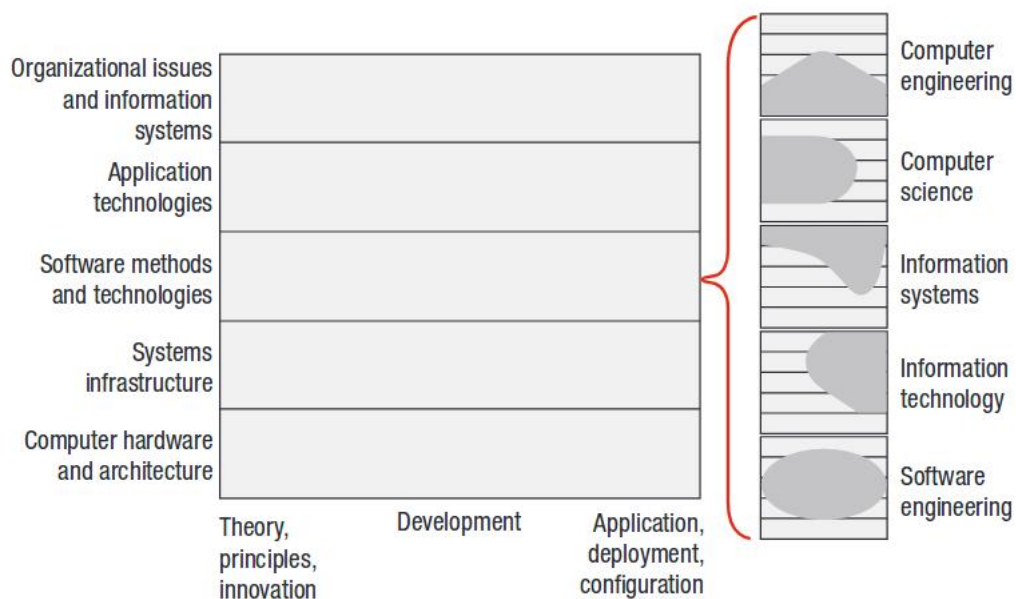 Organizational issues
and information
systems
Application
technologies
Software methods
and technologies
Systems
infrastructure
Computer hardware
and architecture
Theory,
principles,
innovation
Development
Application,
deployment,
configuration
Computer
engineering
Computer
science
Information
systems
Information
technology
Software
engineering